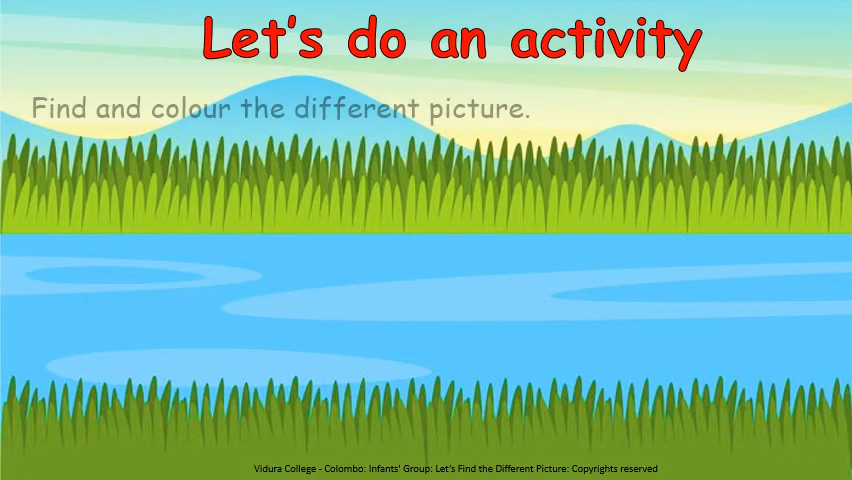 Let's do an activity
Find and colour the different picture.
Vidura College - Colombo: Infants' Group: Let's Find the Different Picture: Copyrights reserved